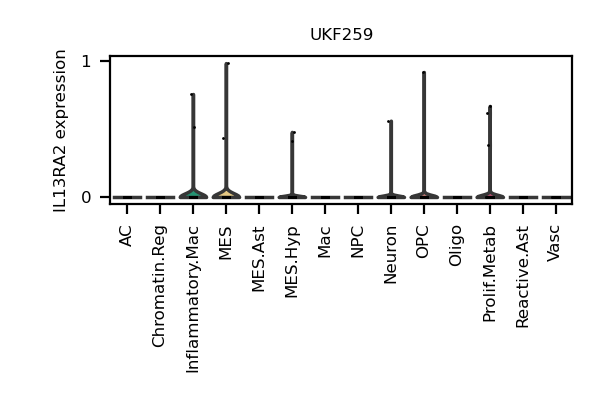 UKF259
IL13RA2 expression
1
0
AC
Chromatin.Reg
Inflammatory.Mac
MES
MES.Ast
MES.Hyp
Mac
NPC
Neuron
OPC
Oligo
Prolif.Metab
Reactive.Ast
Vasc